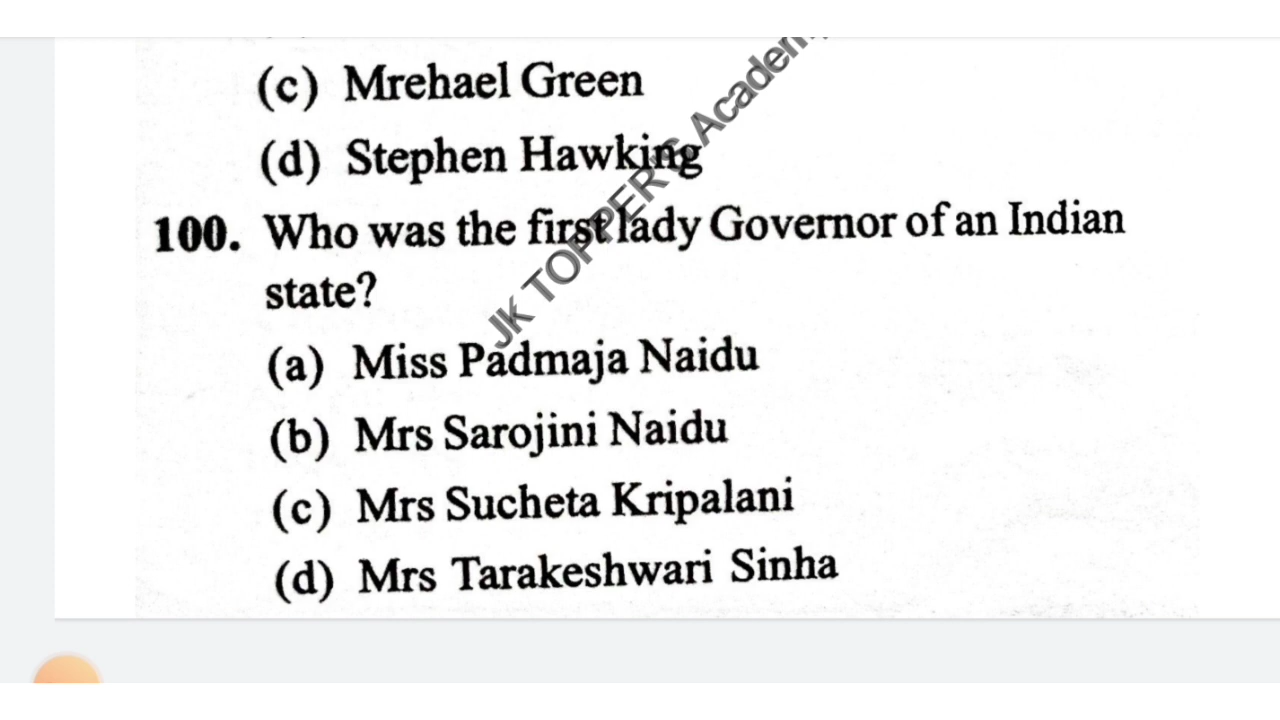 (c) Mrehael Green
(d) Stephen Hawking
JK TOPPER'S Academ
100. Who was the first lady Governor of an Indian
state?
(a) Miss Padmaja Naidu
(b) Mrs Sarojini Naidu
(c) Mrs Sucheta Kripalani
(d) Mrs Tarakeshwari Sinha